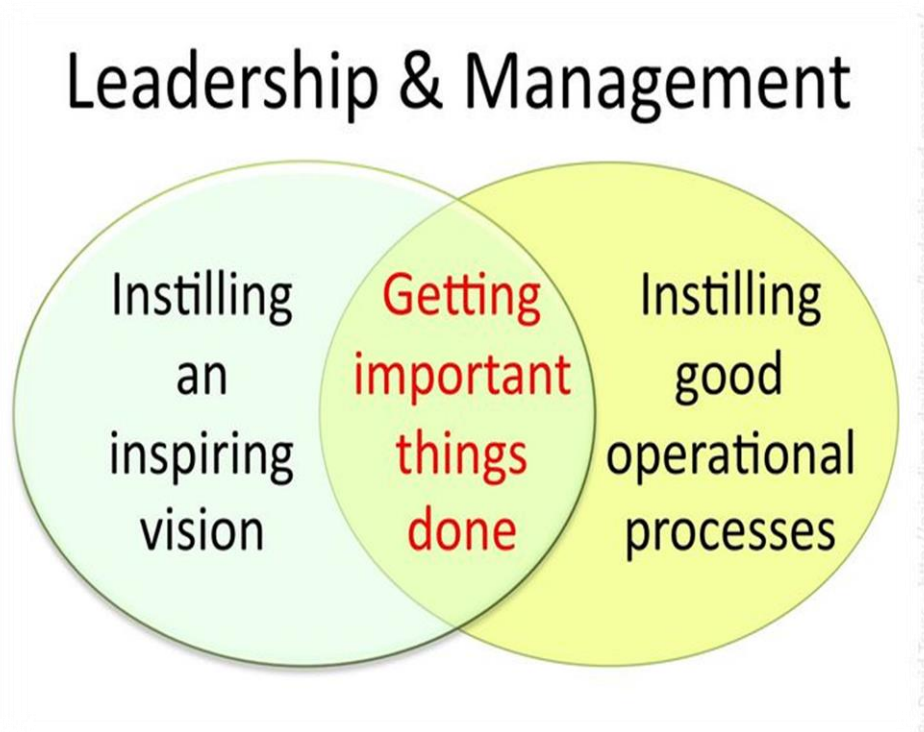 Leadership & Management
Instilling
an
inspiring
vision
Getting
important
things
done
Instilling
good
operational
processes